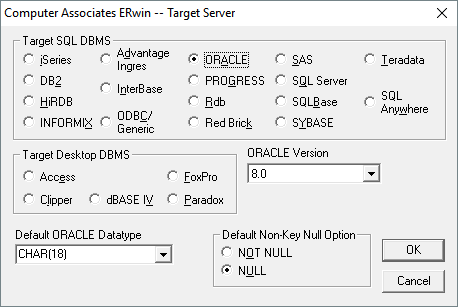 Computer Associates ERwin -- Target Server
Target SQL DBMS
iSeries
DB2
HiRDB
INFORMIX
Advantage
Ingres
InterBase
ODBC/
Generic
ORACLE
PROGRESS
Rdb
Red Brick
SAS
SQL Server
SQLBase
SYBASE
Teradata
SQL
Anywhere
Target Desktop DBMS
Access
FoxPro
Clipper
dBASE IV
Paradox
ORACLE Version
8.0
Default ORACLE Datatype
CHAR(18)
Default Non-Key Null Option
NOT NULL
NULL
OK
Cancel